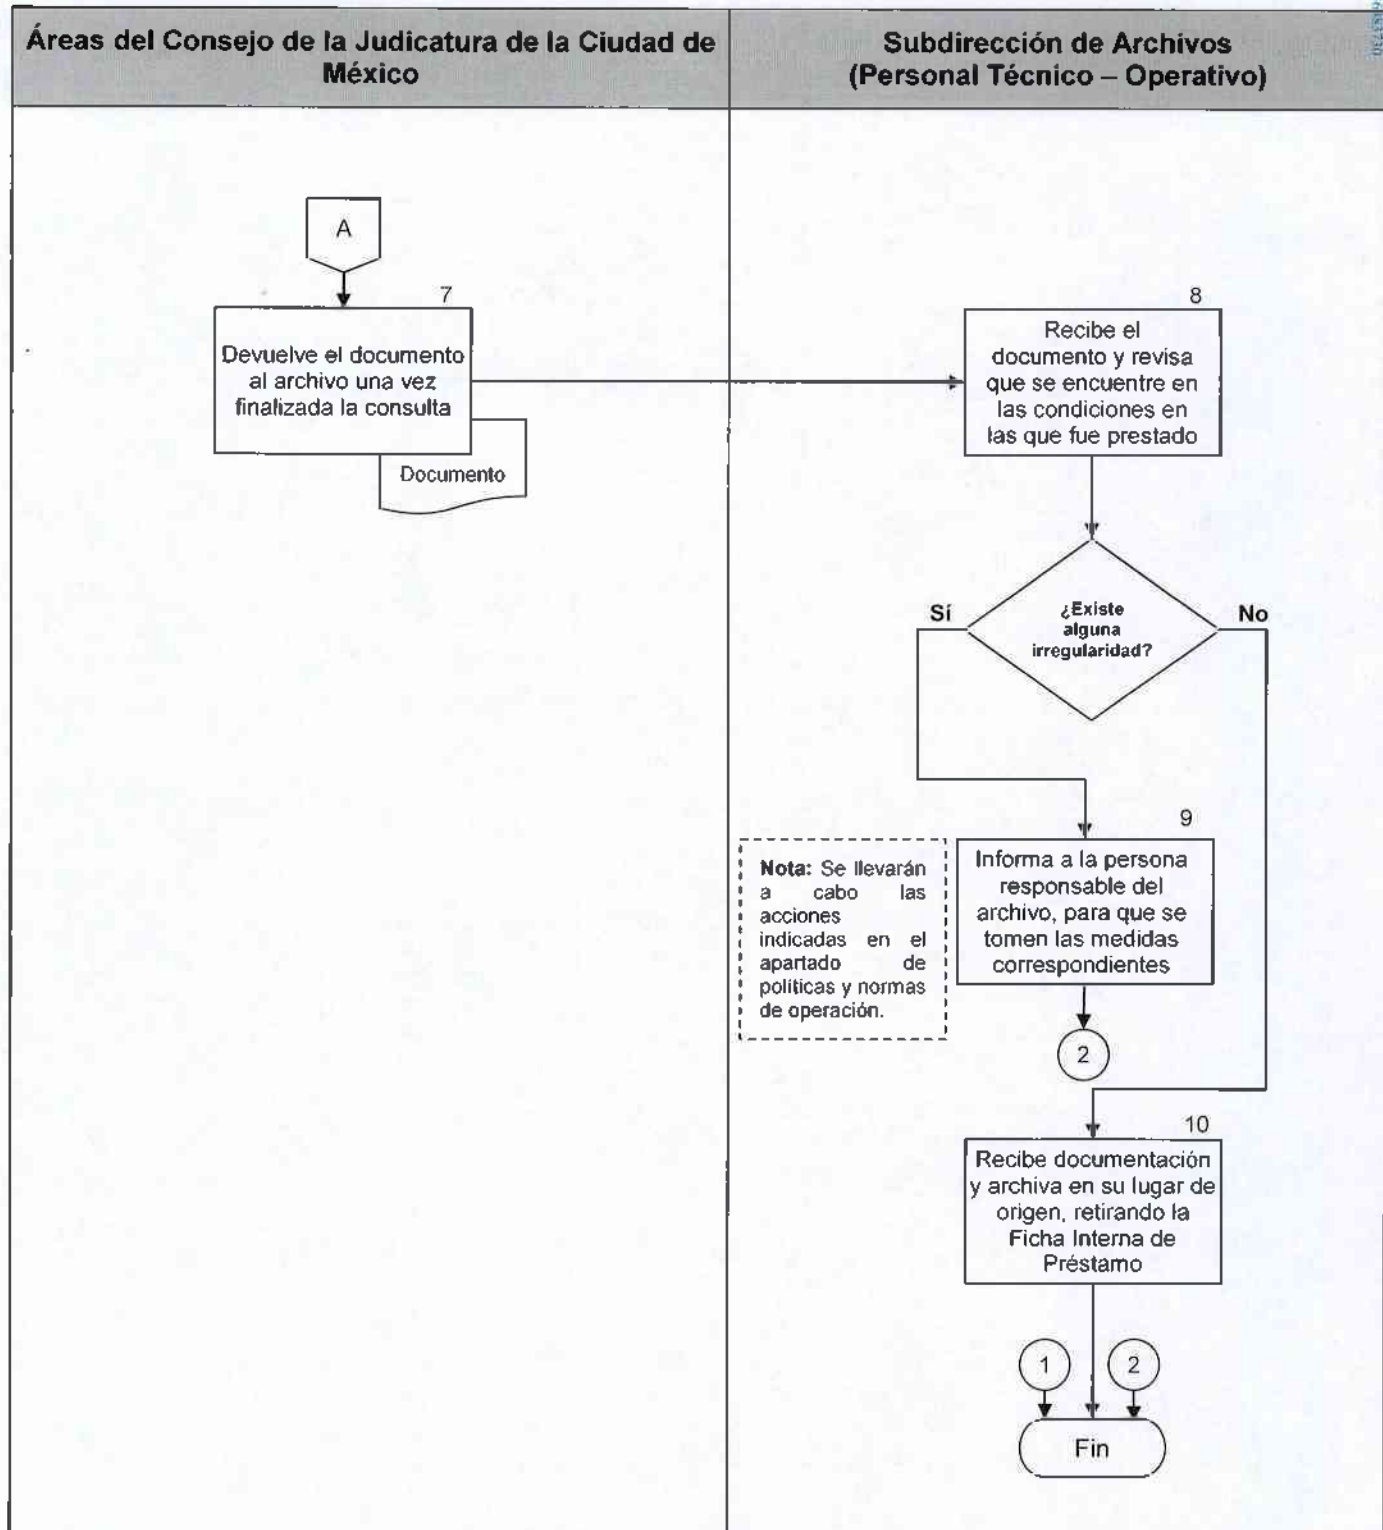 Áreas del Consejo de la Judicatura de la Ciudad de
México
Subdirección de Archivos
(Personal Técnico – Operativo)
A
7
Devuelve el documento
al archivo una vez
finalizada la consulta
Documento
8
Recibe el
documento y revisa
que se encuentre en
las condiciones en
las que fue prestado
¿Existe
alguna
irregularidad?
Sí
No
9
Informa a la persona
responsable del
archivo, para que se
tomen las medidas
correspondientes
Nota: Se llevarán
a cabo las
acciones
indicadas en el
apartado de
políticas y normas
de operación.
2
10
Recibe documentación
y archiva en su lugar de
origen, retirando la
Ficha Interna de
Préstamo
1
2
Fin